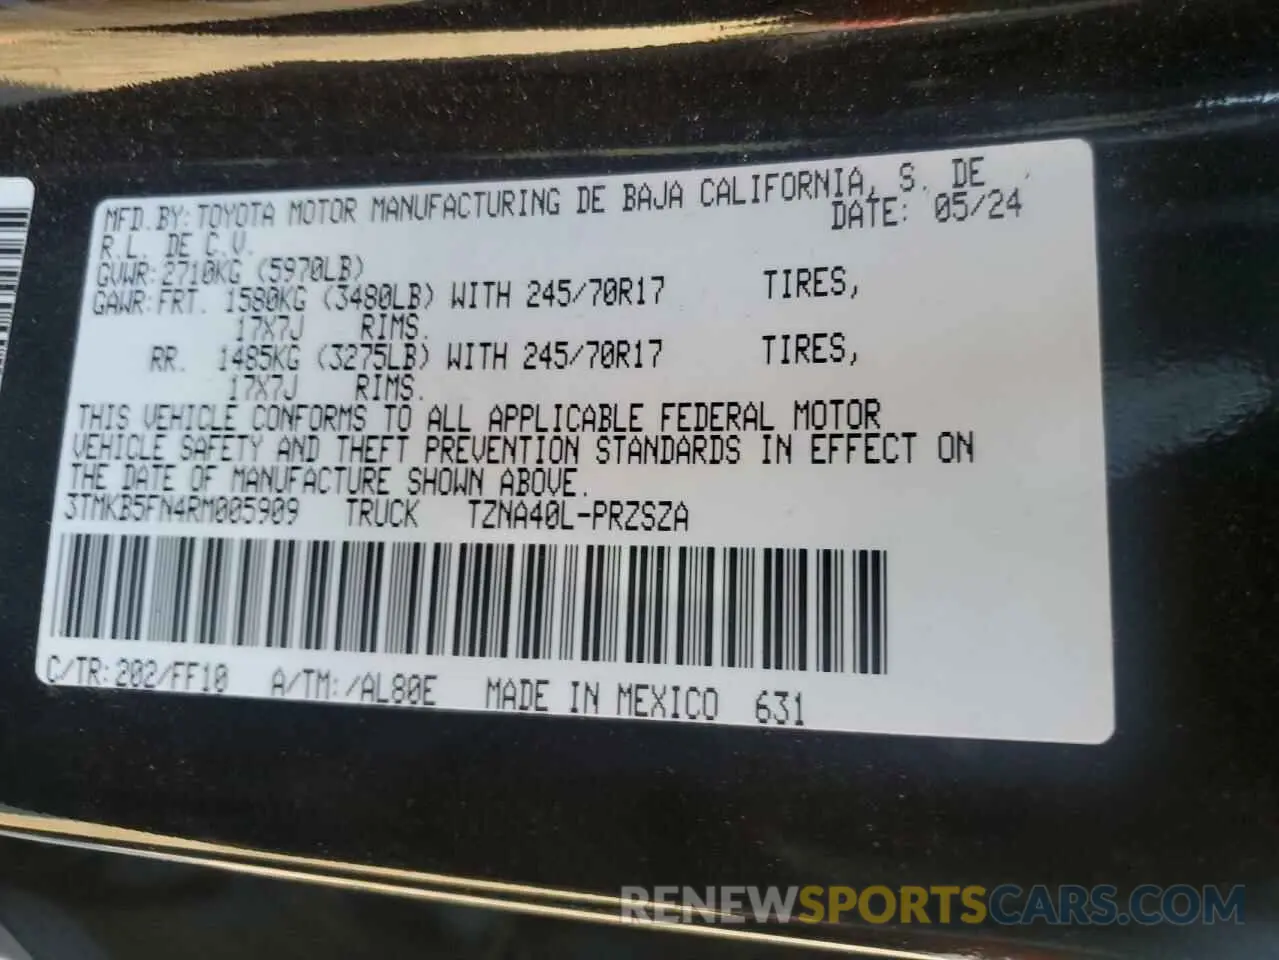 MFD.BY: TOYOTA MOTOR MANUFACTURING DE BAJA CALIFORNIA, S. DE
R.L. DE C.V. DATE: 05/24
GVWR: 2710KG (5970LB)
GAWR: FRT. 1580KG (3480LB) WITH 245/70R17 TIRES,
17X7J RIMS.
RR. 1485KG (3275LB) WITH 245/70R17 TIRES,
17X7J RIMS.
THIS VEHICLE CONFORMS TO ALL APPLICABLE FEDERAL MOTOR
VEHICLE SAFETY AND THEFT PREVENTION STANDARDS IN EFFECT ON
THE DATE OF MANUFACTURE SHOWN ABOVE.
3TMKB5FN4RM005909 TRUCK TZNA40L-PRZSZA
C/TR: 202/FF10 A/TM: /AL80E MADE IN MEXICO 631
RENEWSPORTSCARS.COM